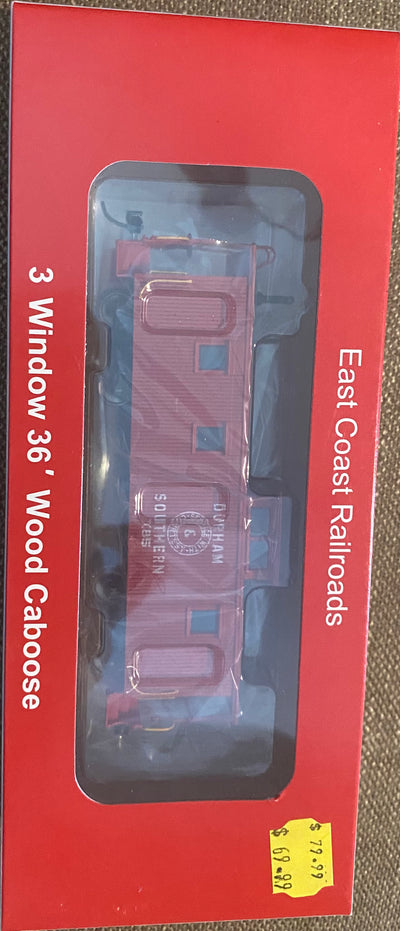 East Coast Railroads
DURHAM
SOUTHERN
3 Window 36' Wood Caboose
$ 79.99
$ 69.99